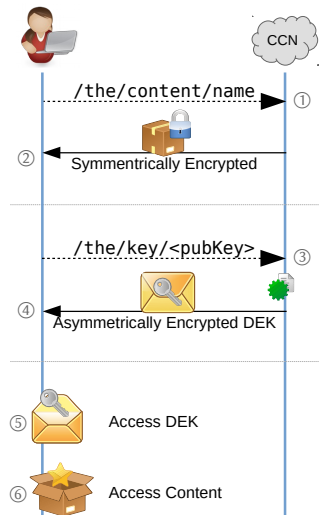 CCN
/the/content/name
①
②
Symmentrically Encrypted
/the/key/<pubKey>
③
④
Asymmetrically Encrypted DEK
⑤
Access DEK
⑥
Access Content